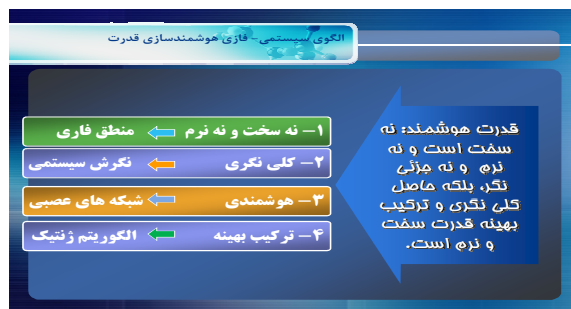 الگوی سیستمی- فازی هوشمندسازی قدرت
قدرت هوشمند: نه
سخت است و نه
نرم و نه جزئی
نگر، بلکه حاصل
کلی نگری و ترکیب
بهینه قدرت سخت
و نرم است.
۱- نه سخت و نه نرم منطق فاری
۲- کلی نگری نگرش سیستمی
۳- هوشمندی شبکه های عصبی
۴- ترکیب بهینه الگوریتم ژنتیک